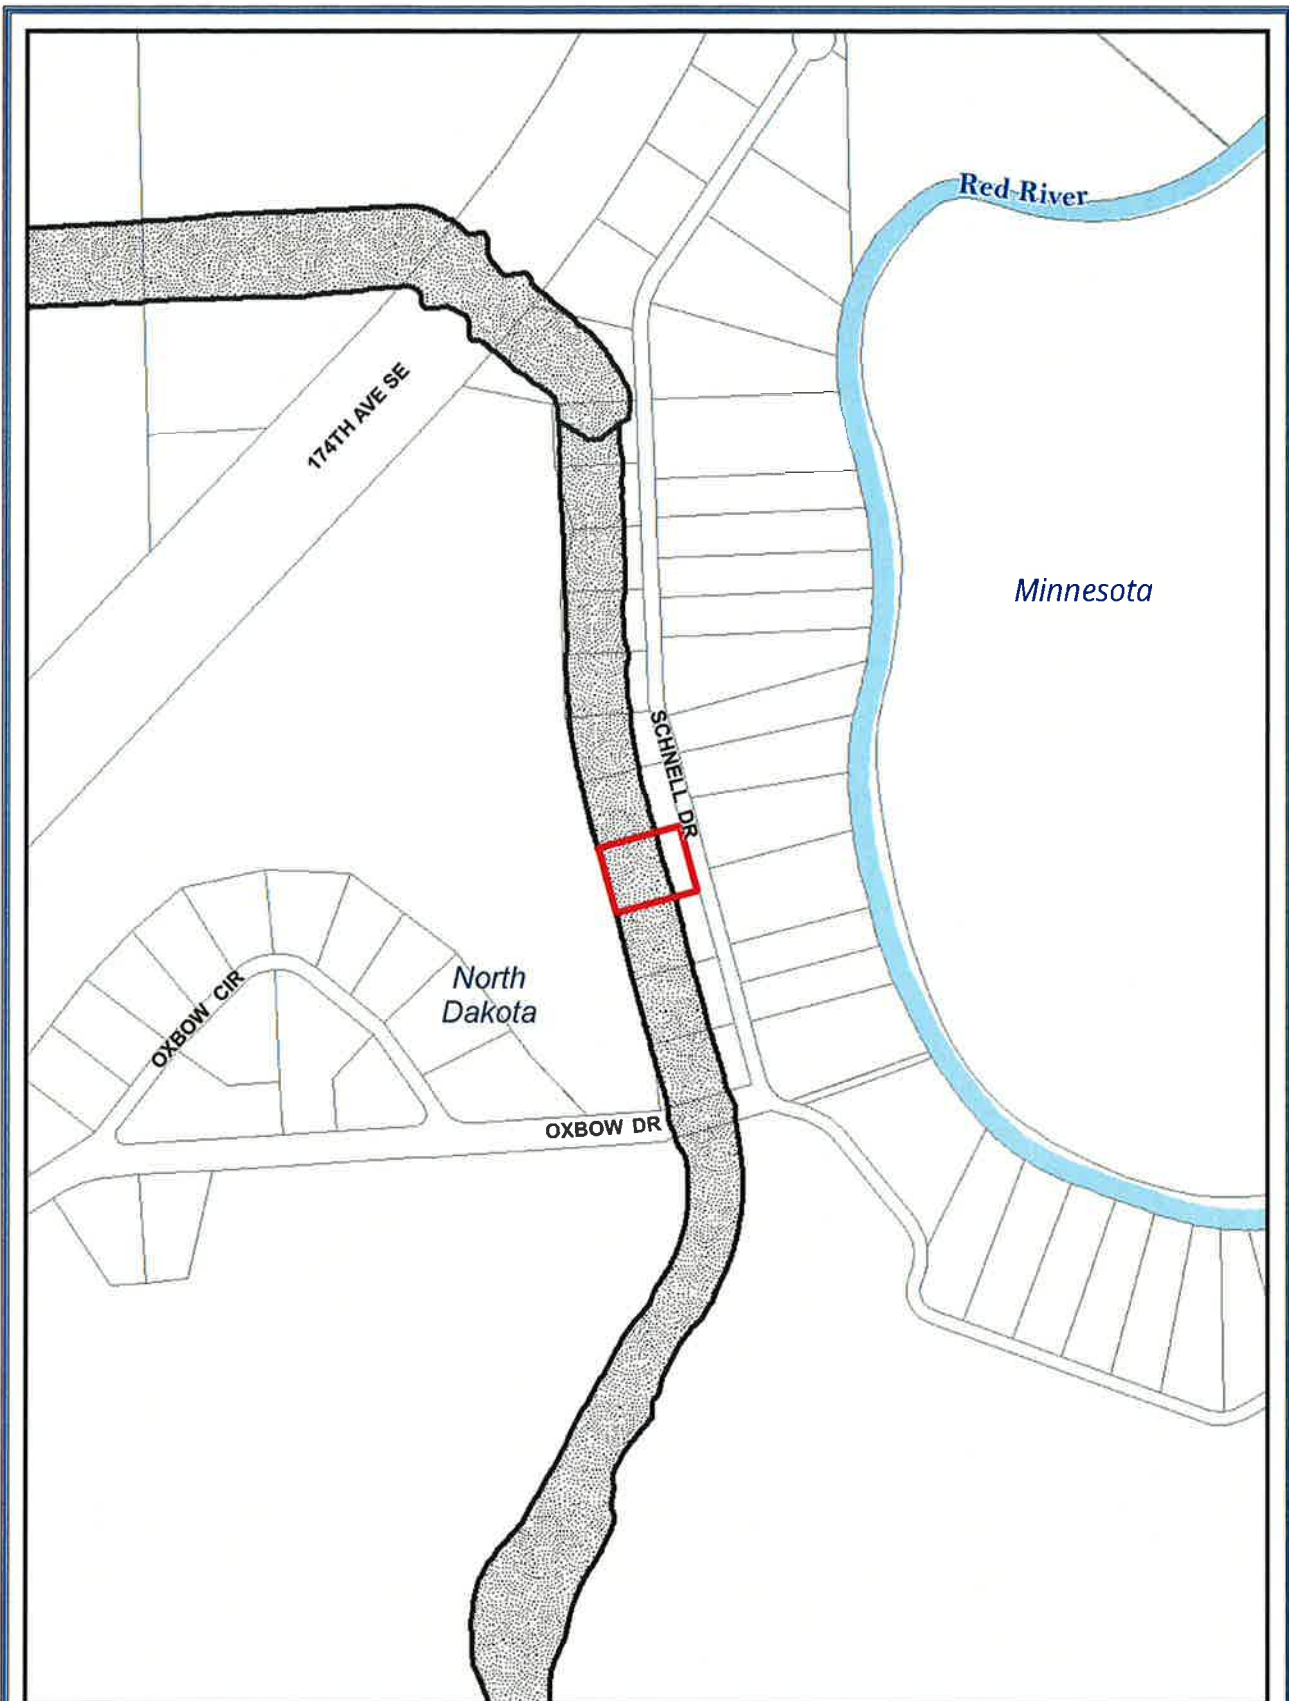 Red River
174TH AVE SE
Minnesota
SCHNELL DR
North
Dakota
OXBOW CIR
OXBOW DR